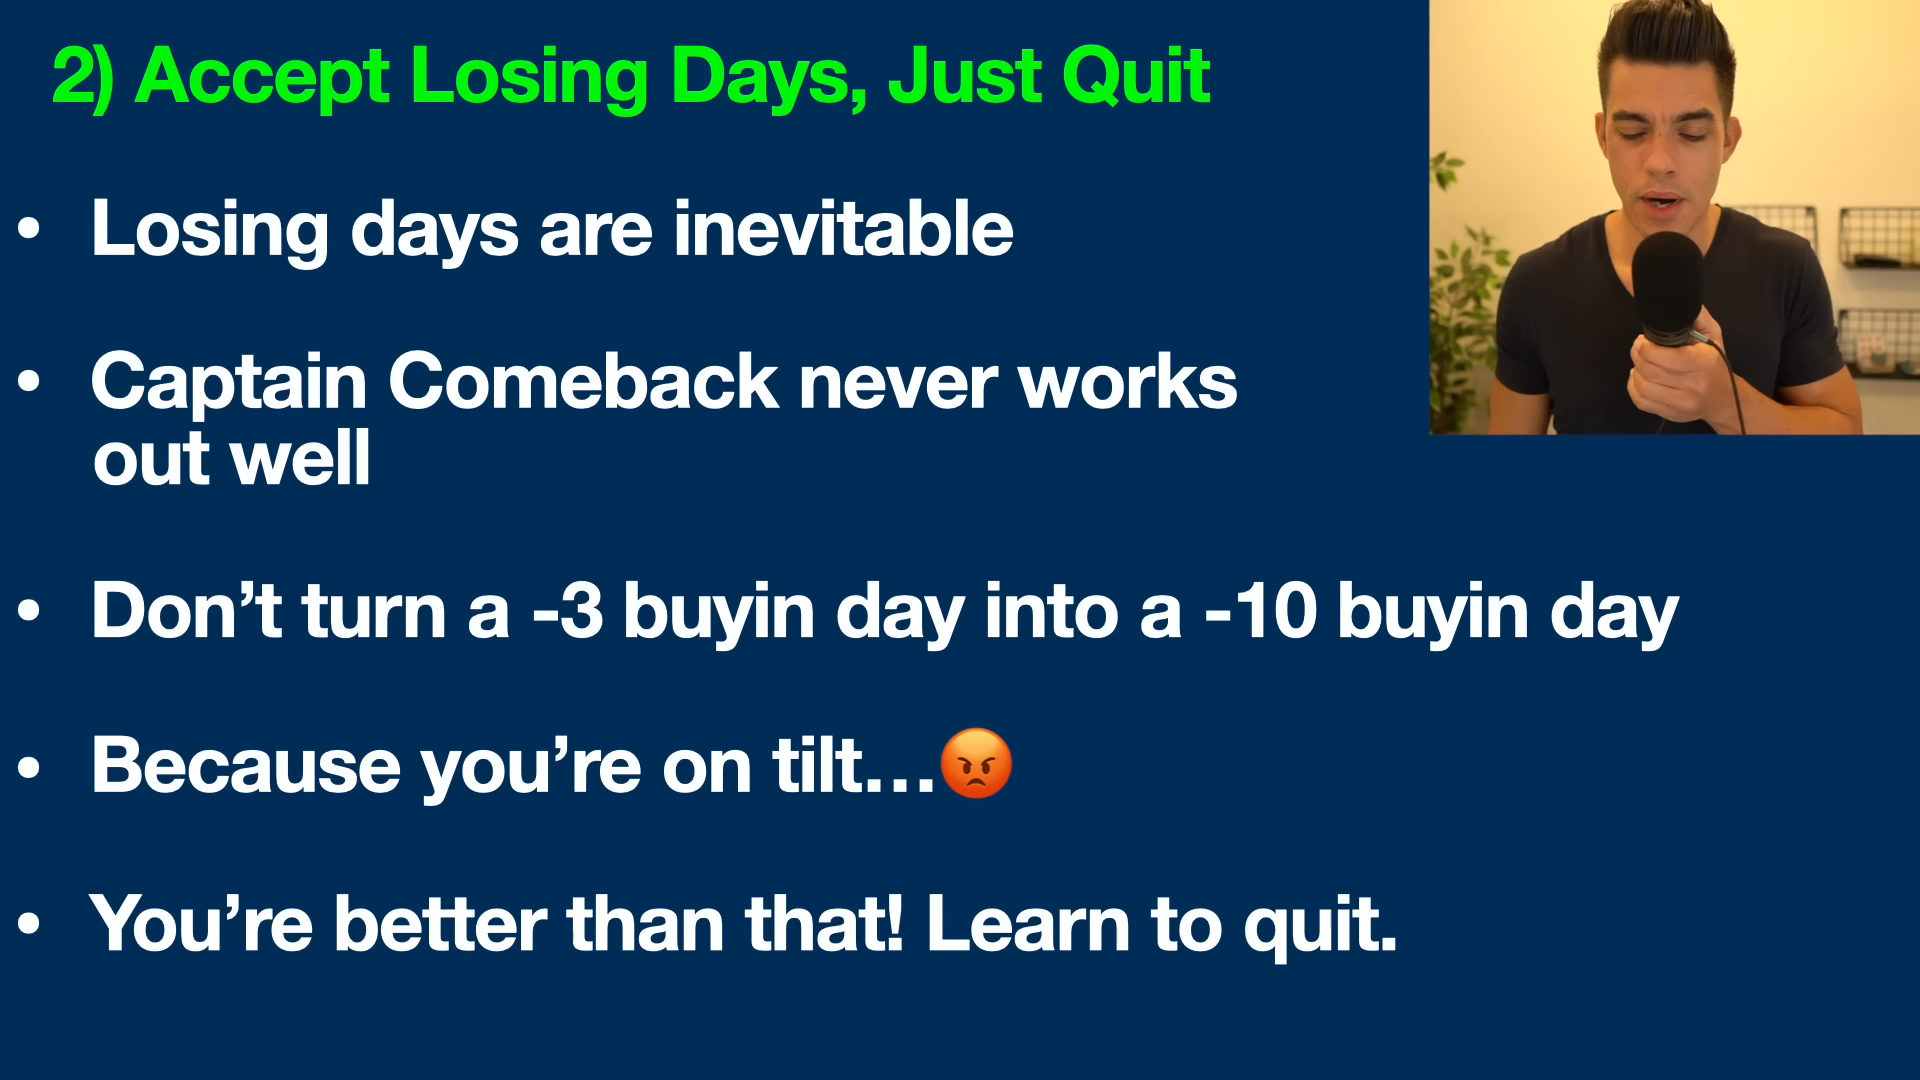 2) Accept Losing Days, Just Quit
• Losing days are inevitable
• Captain Comeback never works
out well
• Don’t turn a -3 buyin day into a -10 buyin day
• Because you’re on tilt…😡
• You’re better than that! Learn to quit.